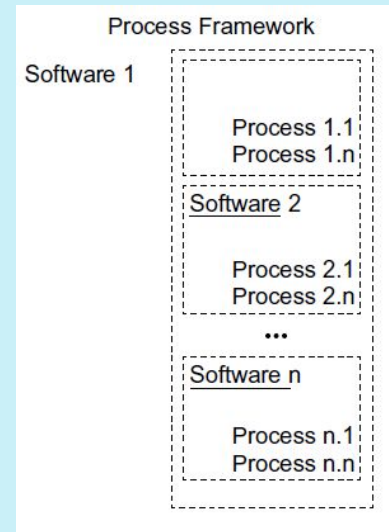 Process Framework
Software 1
Process 1.1
Process 1.n
Software 2
Process 2.1
Process 2.n
...
Software n
Process n.1
Process n.n